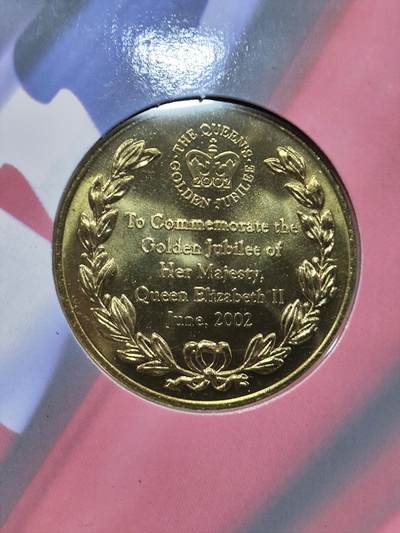 THE QUEEN'S
2002
GOLDEN JUBILEE
To Commemorate the
Golden Jubilee of
Her Majesty,
Queen Elizabeth II
June, 2002